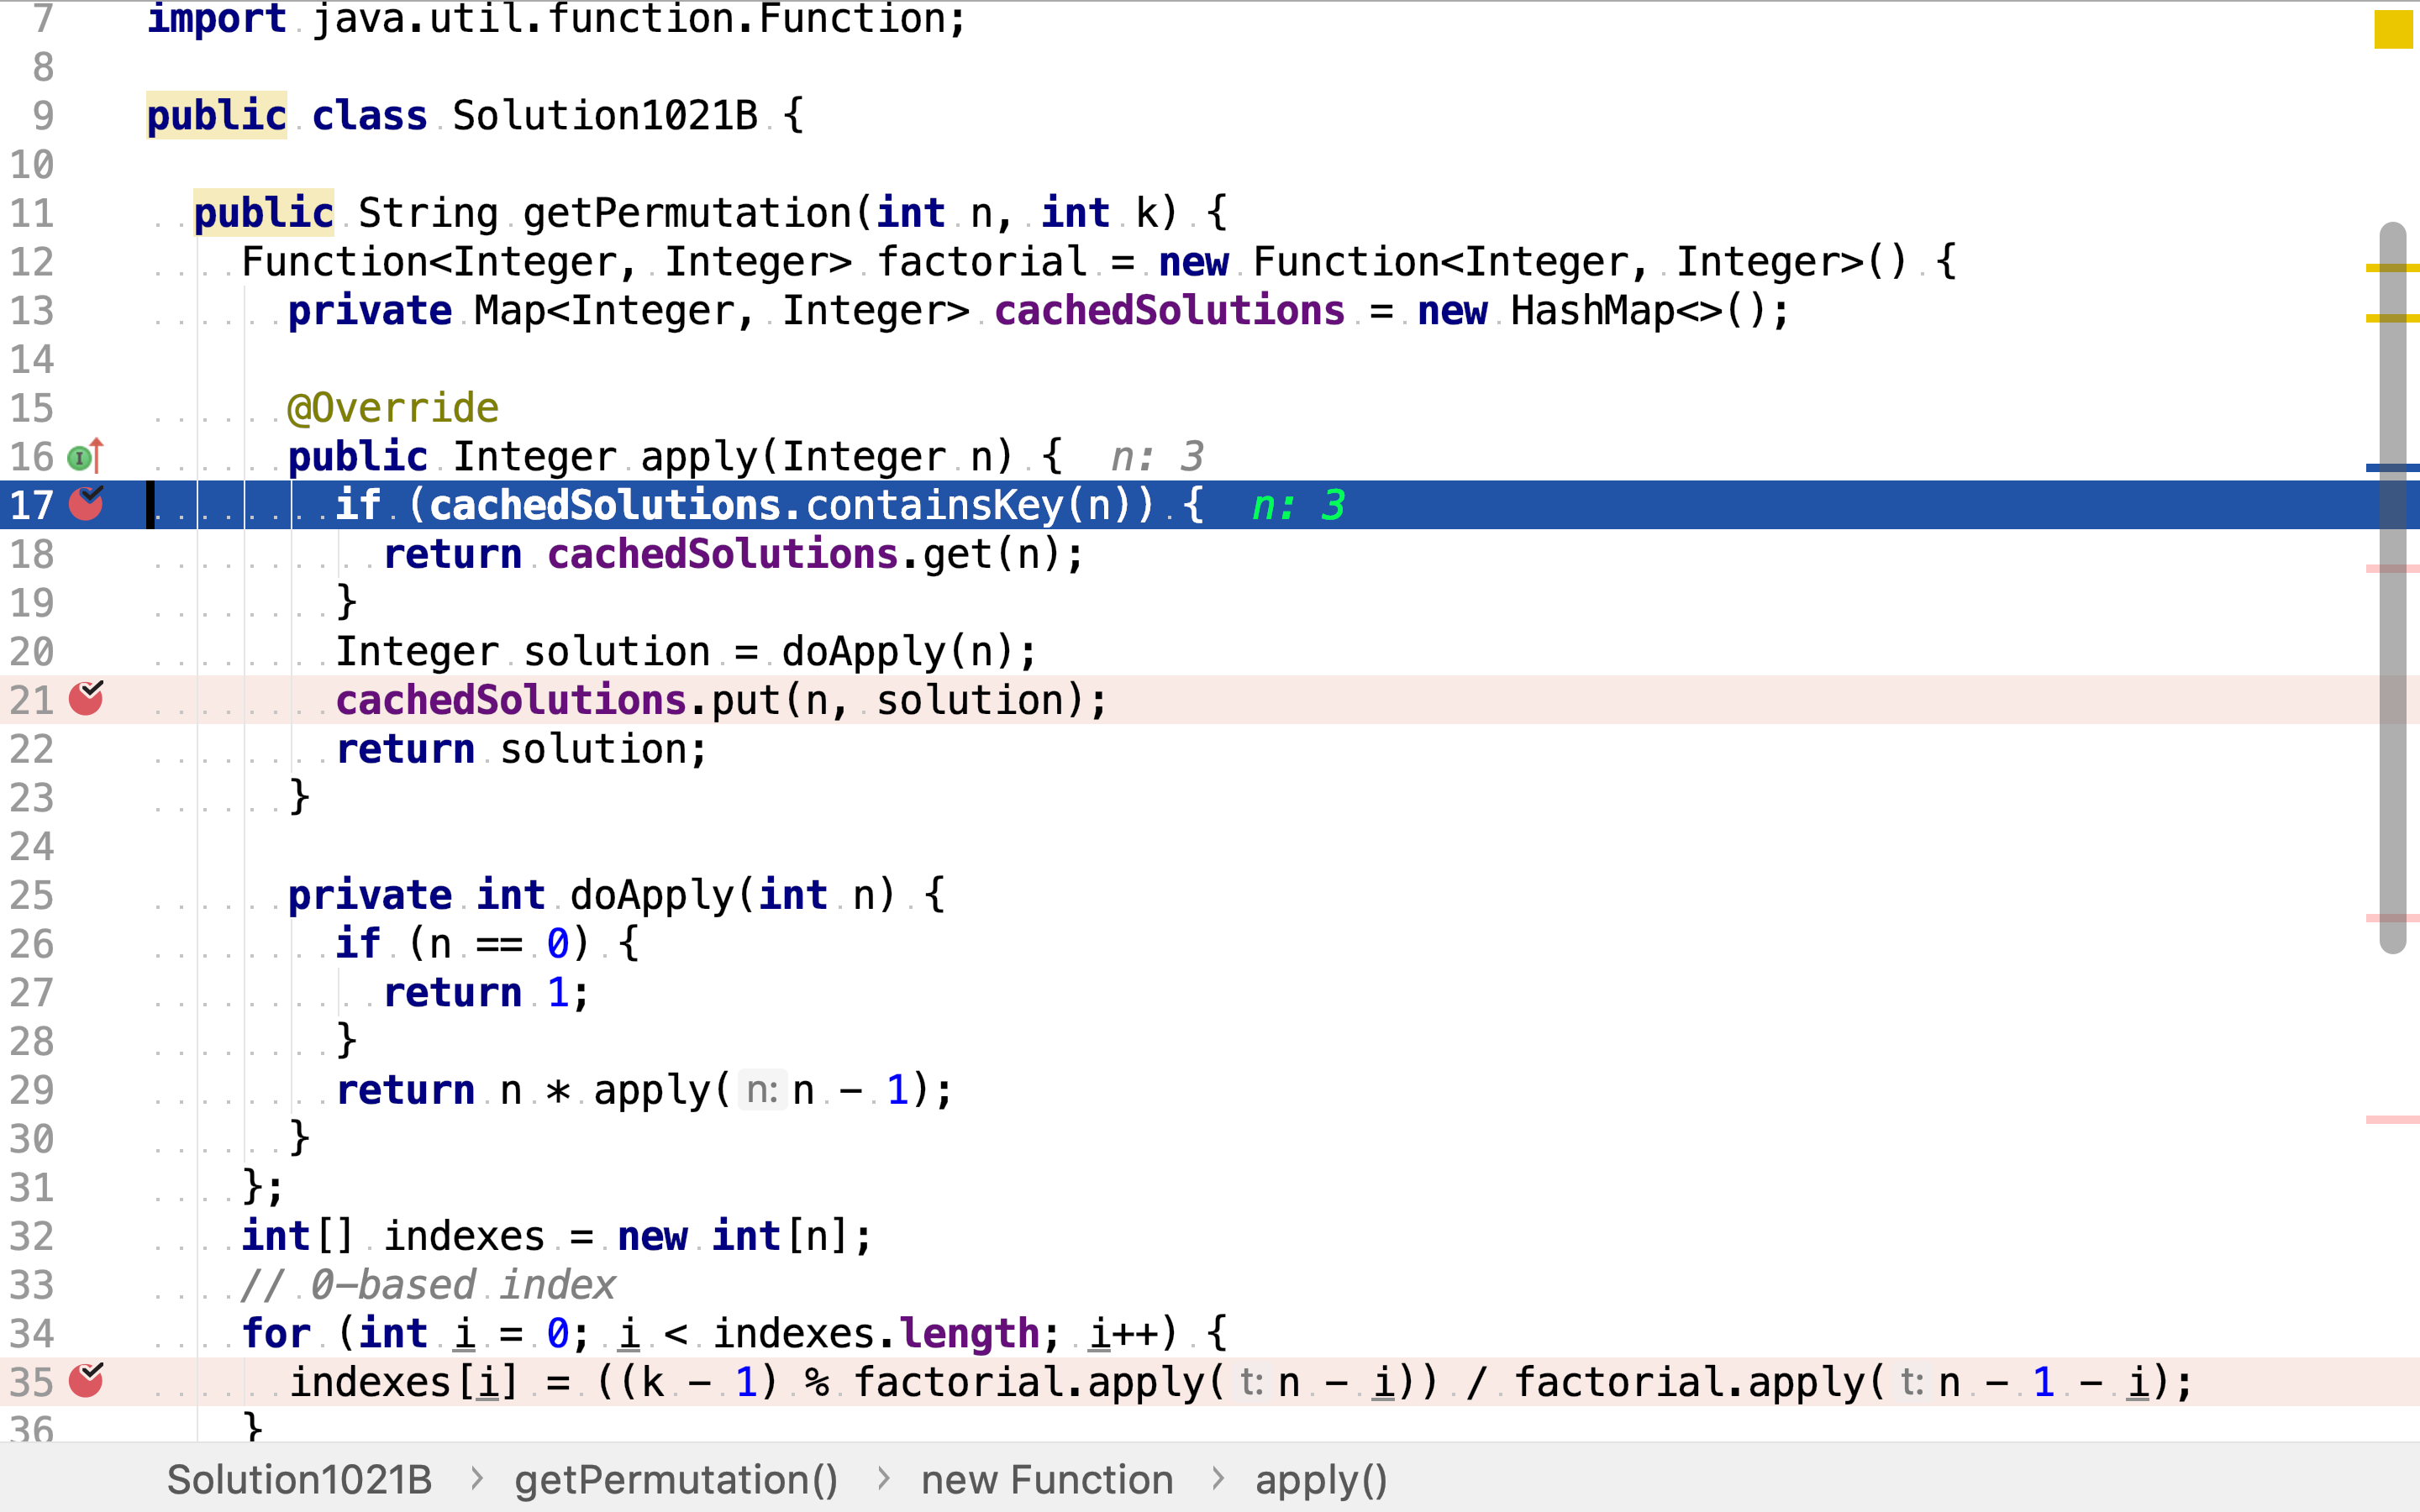 7 import java.util.function.Function;
8
9 public class Solution1021B {
10
11 public String getPermutation(int n, int k) {
12 Function<Integer, Integer> factorial = new Function<Integer, Integer>() {
13 private Map<Integer, Integer> cachedSolutions = new HashMap<>();
14
15 @Override
16 public Integer apply(Integer n) { n: 3
17 if (cachedSolutions.containsKey(n)) { n: 3
18 return cachedSolutions.get(n);
19 }
20 Integer solution = doApply(n);
21 cachedSolutions.put(n, solution);
22 return solution;
23 }
24
25 private int doApply(int n) {
26 if (n == 0) {
27 return 1;
28 }
29 return n * apply( n: n - 1);
30 }
31 };
32 int[] indexes = new int[n];
33 // 0-based index
34 for (int i = 0; i < indexes.length; i++) {
35 indexes[i] = ((k - 1) % factorial.apply( t: n - i)) / factorial.apply( t: n - 1 - i);
36 }
Solution1021B > getPermutation() > new Function > apply()